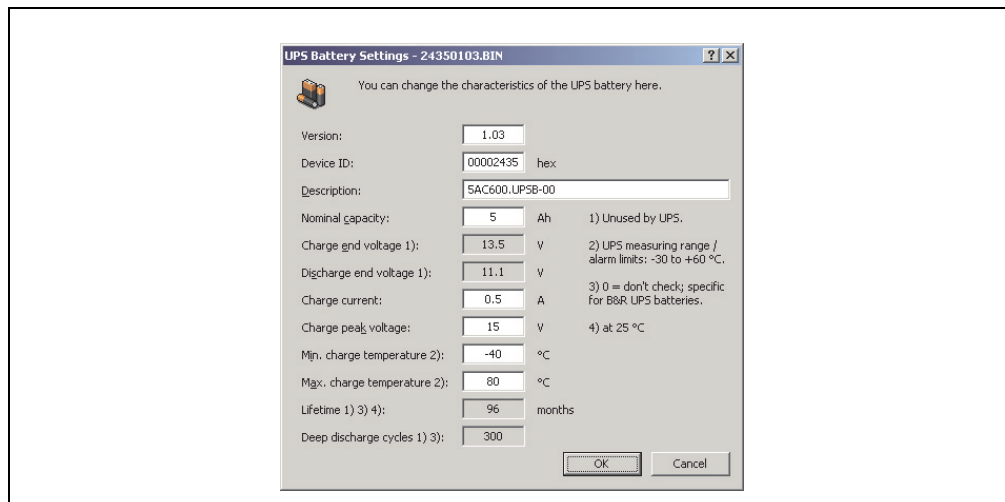 UPS Battery Settings - 24350103.BIN
You can change the characteristics of the UPS battery here.
Version: 1.03
Device ID: 00002435 hex
Description: 5AC600.UPSB-00
Nominal capacity: 5 Ah 1) Unused by UPS.
Charge end voltage 1): 13.5 V 2) UPS measuring range /
alarm limits: -30 to +60 °C.
Discharge end voltage 1): 11.1 V
3) 0 = don't check; specific
Charge current: 0.5 A for B&R UPS batteries.
Charge peak voltage: 15 V 4) at 25 °C
Min. charge temperature 2): -40 °C
Max. charge temperature 2): 80 °C
Lifetime 1) 3) 4): 96 months
Deep discharge cycles 1) 3): 300
OK Cancel